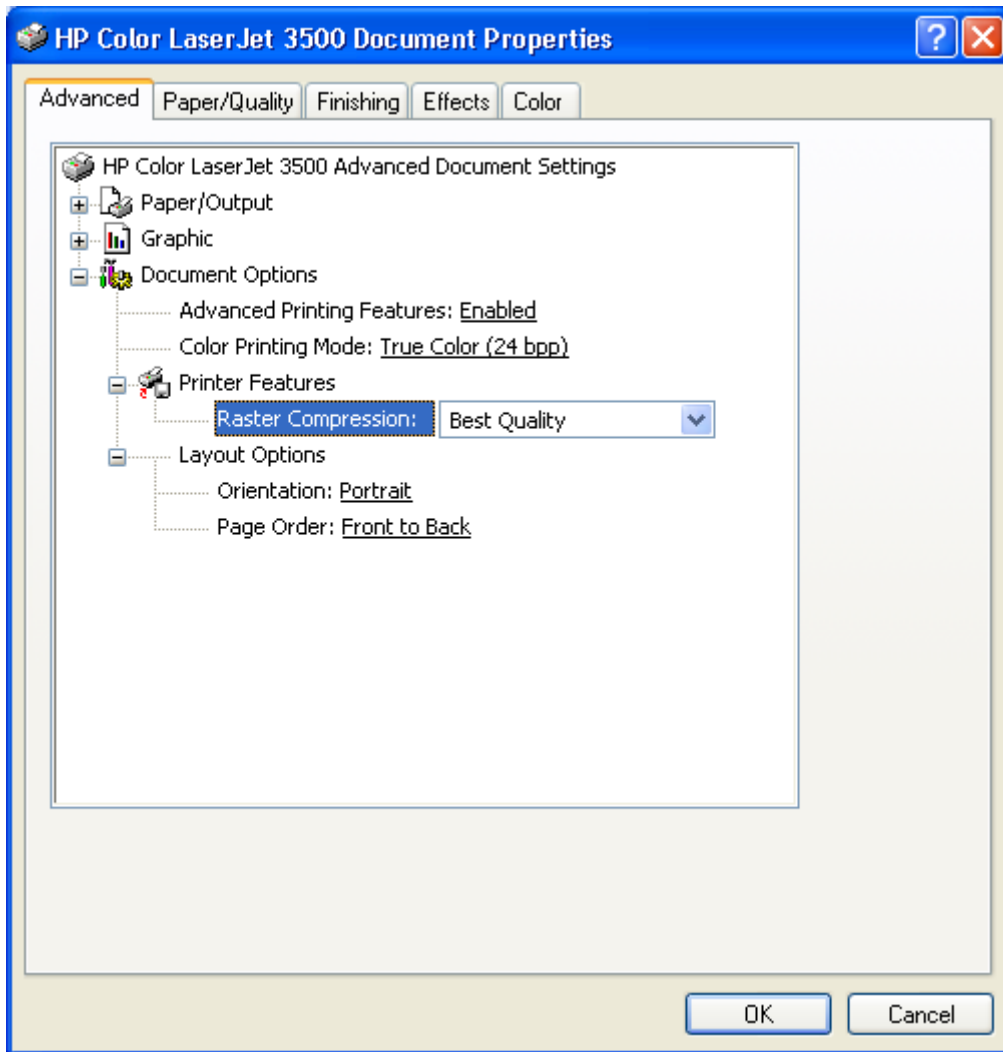 HP Color LaserJet 3500 Document Properties
Advanced
Paper/Quality
Finishing
Effects
Color
HP Color LaserJet 3500 Advanced Document Settings
Paper/Output
Graphic
Document Options
Advanced Printing Features: Enabled
Color Printing Mode: True Color (24 bpp)
Printer Features
Raster Compression: Best Quality
Layout Options
Orientation: Portrait
Page Order: Front to Back
OK
Cancel